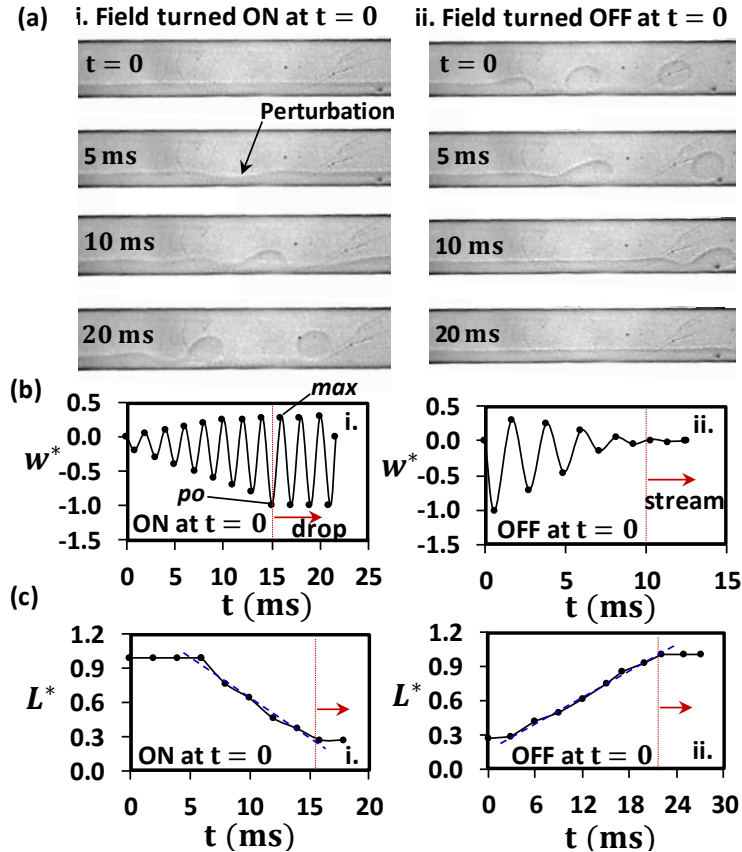 (a) i. Field turned ON at t = 0 ii. Field turned OFF at t = 0
t = 0 t = 0
Perturbation
5 ms 5 ms
10 ms 10 ms
20 ms 20 ms
(b) max
0.5 i. 0.5 ii.
0.0 0.0
w* -0.5 w* -0.5
po stream
-1.0 ON at t = 0 drop -1.0 OFF at t = 0
-1.5 -1.5
0 5 10 15 20 25 0 5 10 15
t (ms) t (ms)
(c)
1.2 1.2
0.9 0.9
L* 0.6 L* 0.6
0.3 0.3
ON at t = 0 i. OFF at t = 0 ii.
0.0 0.0
0 5 10 15 20 0 6 12 18 24 30
t (ms) t (ms)